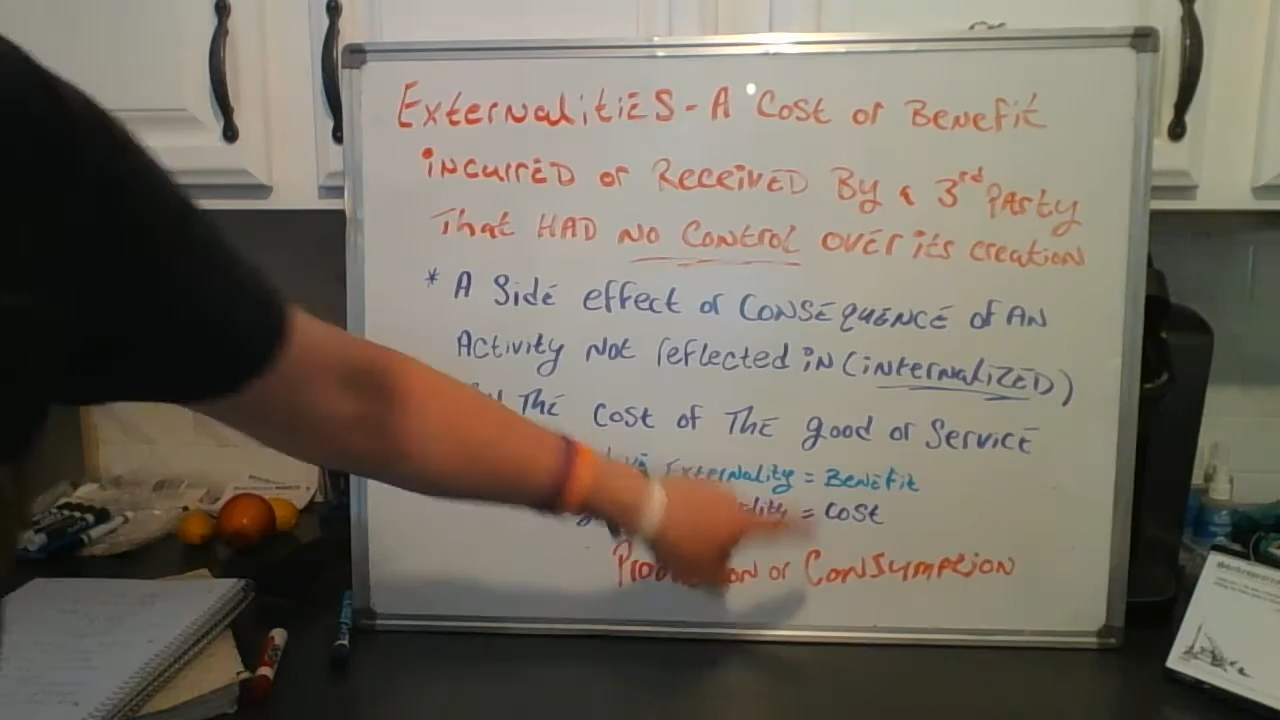 Externalities - A Cost or Benefit
incurred or Received By a 3rd Party
That HAD No Control over its creation
* A Side effect or Consequence of An
Activity Not reflected in (internalized)
The cost of The good or Service
Externality = Benefit
= Cost
or Consumption